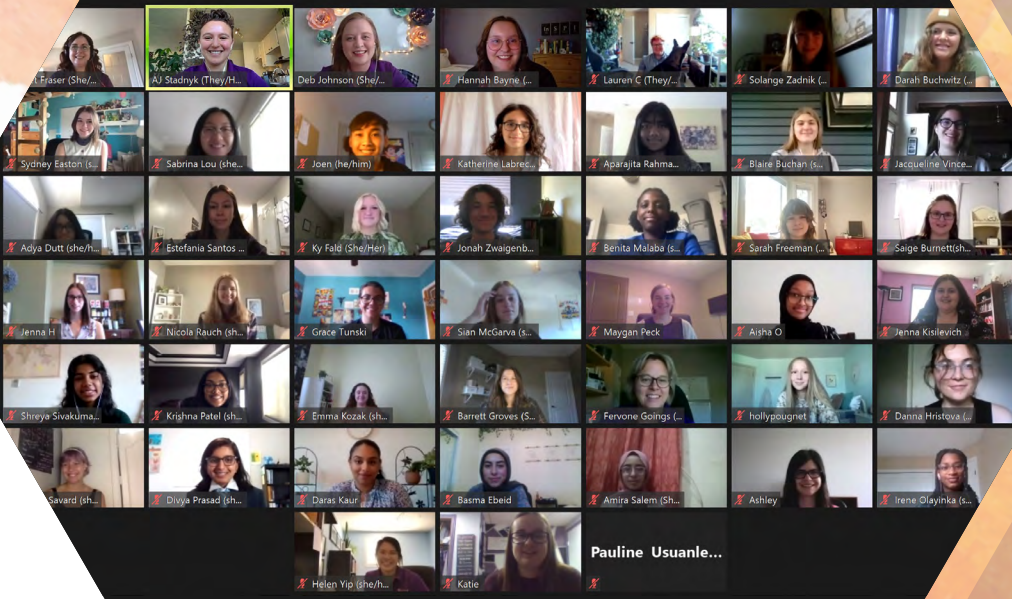 Fraser (She/...
AJ Stadnyk (They/H...
Deb Johnson (She/...
Hannah Bayne (...
Lauren C (They/...
Solange Zadnik (...
Darah Buchwitz (...
Sydney Easton (s...
Sabrina Lou (she...
Joen (he/him)
Katherine Labrec...
Aparajita Rahma...
Blaire Buchan (s...
Jacqueline Vince...
Adya Dutt (she/h...
Estefania Santos ...
Ky Fald (She/Her)
Jonah Zwaigenb...
Benita Malaba (s...
Sarah Freeman (...
Saige Burnett(sh...
Jenna H
Nicola Rauch (sh...
Grace Tunski
Sian McGarva (s...
Maygan Peck
Aisha O
Jenna Kisilevich
Shreya Sivakuma...
Krishna Patel (sh...
Emma Kozak (sh...
Barrett Groves (S...
Fervone Goings (...
hollypougnet
Danna Hristova (...
Savard (sh...
Divya Prasad (sh...
Daras Kaur
Basma Ebeid
Amira Salem (Sh...
Ashley
Irene Olayinka (s...
Helen Yip (she/h...
Katie
Pauline Usuanle...